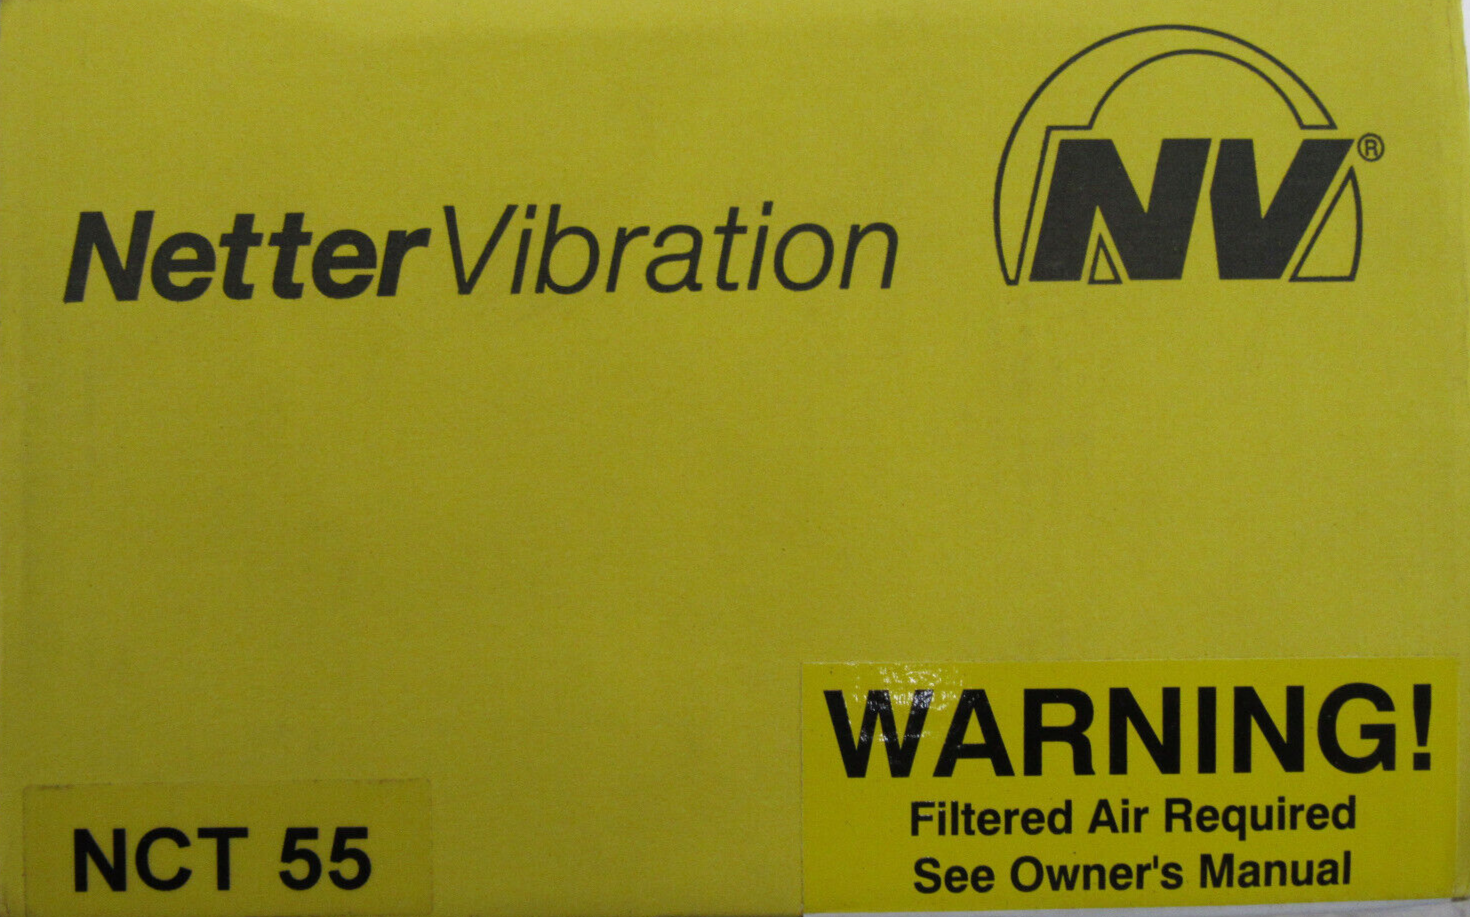 NetterVibration
NV®
NCT 55
WARNING!
Filtered Air Required
See Owner's Manual